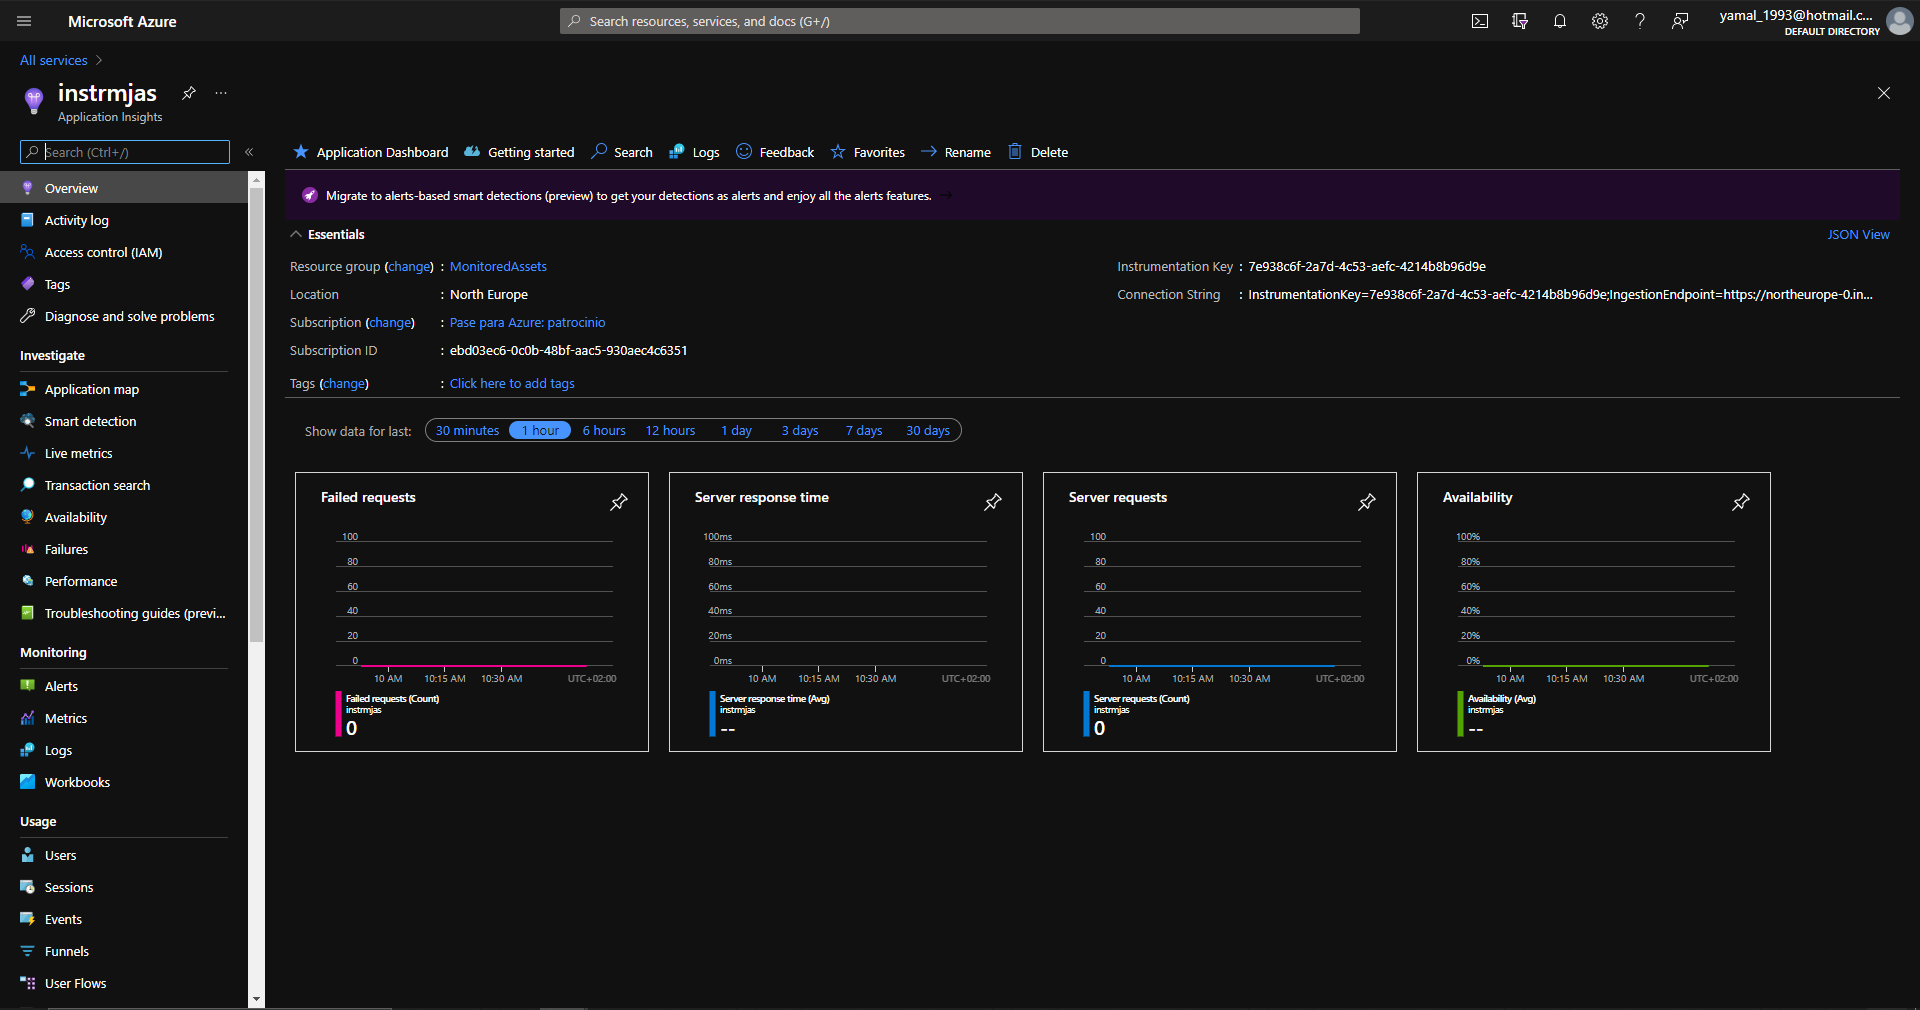 Microsoft Azure
Search resources, services, and docs (G+/)
yamal_1993@hotmail.c...
DEFAULT DIRECTORY
All services
instrmjas
Application Insights
Search (Ctrl+/)
Overview
Activity log
Access control (IAM)
Tags
Diagnose and solve problems
Investigate
Application map
Smart detection
Live metrics
Transaction search
Availability
Failures
Performance
Troubleshooting guides (previ...
Monitoring
Alerts
Metrics
Logs
Workbooks
Usage
Users
Sessions
Events
Funnels
User Flows
Application Dashboard Getting started Search Logs Feedback Favorites Rename Delete
Migrate to alerts-based smart detections (preview) to get your detections as alerts and enjoy all the alerts features.
Essentials
JSON View
Resource group (change) : MonitoredAssets
Location : North Europe
Subscription (change) : Pase para Azure: patrocinio
Subscription ID : ebd03ec6-0c0b-48bf-aac5-930aec4c6351
Tags (change) : Click here to add tags
Instrumentation Key : 7e938c6f-2a7d-4c53-aefc-4214b8b96d9e
Connection String : InstrumentationKey=7e938c6f-2a7d-4c53-aefc-4214b8b96d9e;IngestionEndpoint=https://northeurope-0.in...
Show data for last: 30 minutes 1 hour 6 hours 12 hours 1 day 3 days 7 days 30 days
Failed requests
100
80
60
40
20
0
10 AM 10:15 AM 10:30 AM UTC+02:00
Failed requests (Count)
instrmjas
0
Server response time
100ms
80ms
60ms
40ms
20ms
0ms
10 AM 10:15 AM 10:30 AM UTC+02:00
Server response time (Avg)
instrmjas
--
Server requests
100
80
60
40
20
0
10 AM 10:15 AM 10:30 AM UTC+02:00
Server requests (Count)
instrmjas
0
Availability
100%
80%
60%
40%
20%
0%
10 AM 10:15 AM 10:30 AM UTC+02:00
Availability (Avg)
instrmjas
--